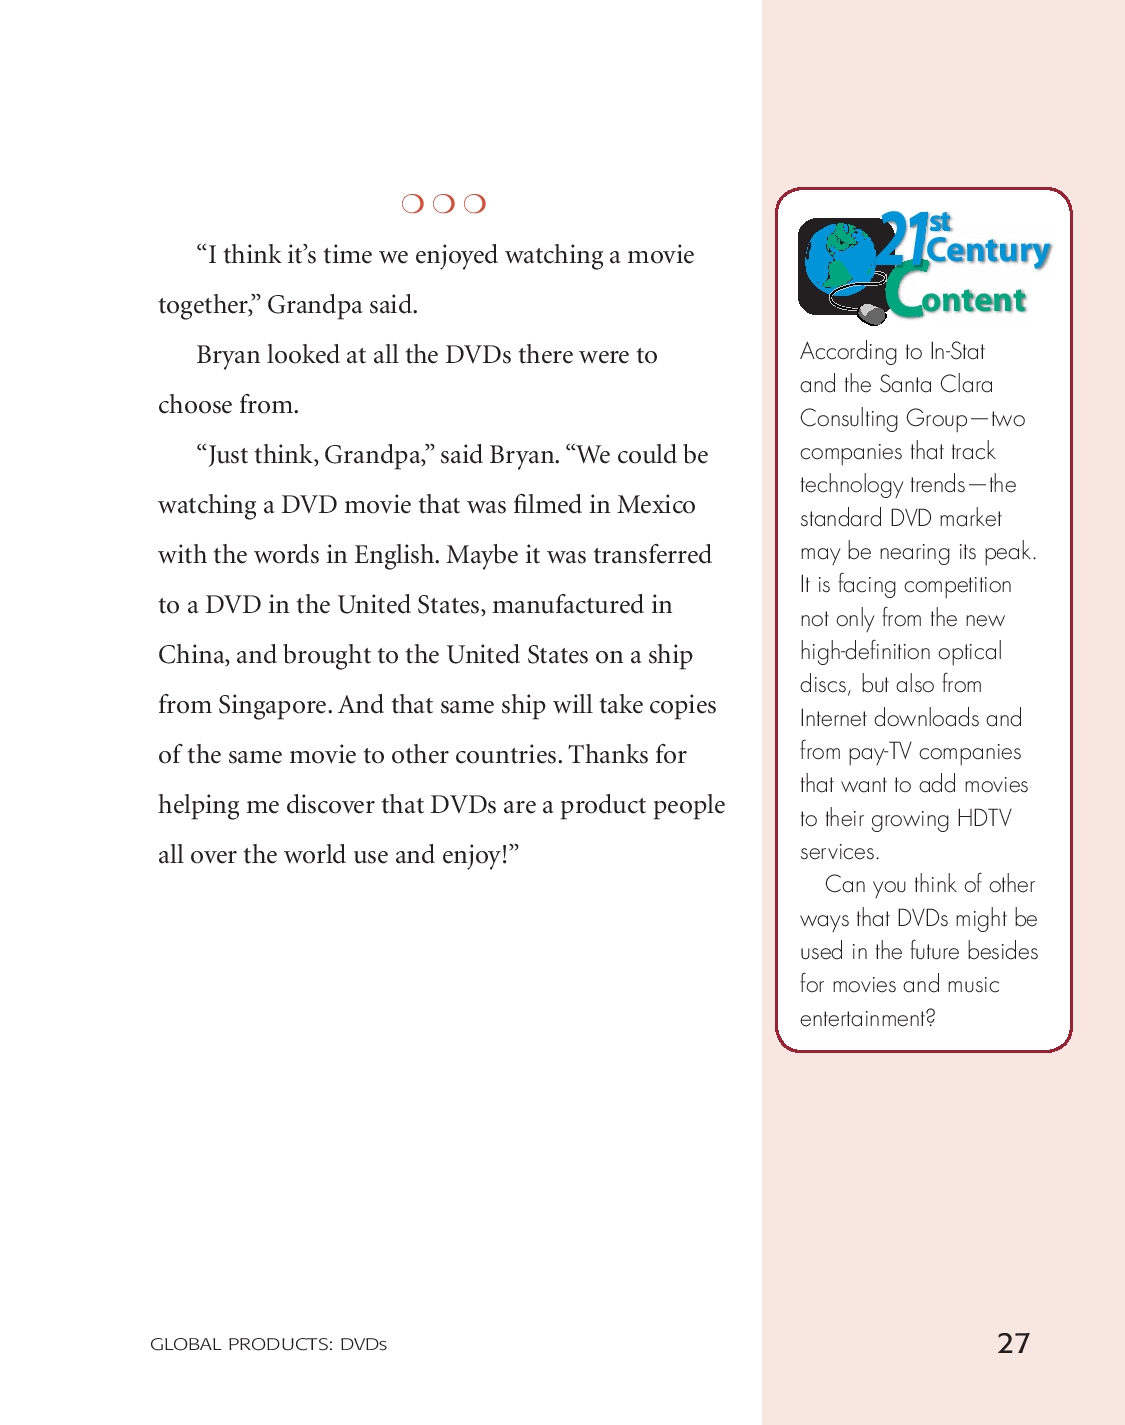 “I think it’s time we enjoyed watching a movie
together,” Grandpa said.
Bryan looked at all the DVDs there were to
choose from.
“Just think, Grandpa,” said Bryan. “We could be
watching a DVD movie that was filmed in Mexico
with the words in English. Maybe it was transferred
to a DVD in the United States, manufactured in
China, and brought to the United States on a ship
from Singapore. And that same ship will take copies
of the same movie to other countries. Thanks for
helping me discover that DVDs are a product people
all over the world use and enjoy!”
21st
Century
Content
According to In-Stat
and the Santa Clara
Consulting Group—two
companies that track
technology trends—the
standard DVD market
may be nearing its peak.
It is facing competition
not only from the new
high-definition optical
discs, but also from
Internet downloads and
from pay-TV companies
that want to add movies
to their growing HDTV
services.
Can you think of other
ways that DVDs might be
used in the future besides
for movies and music
entertainment?
GLOBAL PRODUCTS: DVDs
27